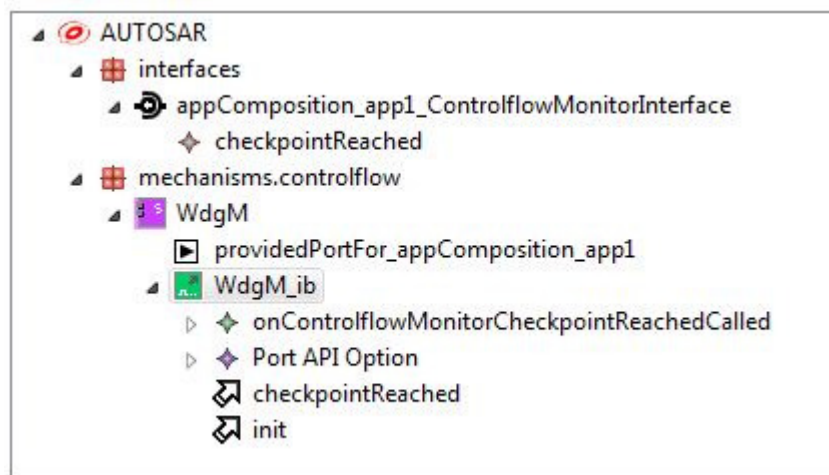 AUTOSAR
interfaces
appComposition_app1_ControlflowMonitorInterface
checkpointReached
mechanisms.controlflow
WdgM
providedPortFor_appComposition_app1
WdgM_ib
onControlflowMonitorCheckpointReachedCalled
Port API Option
checkpointReached
init